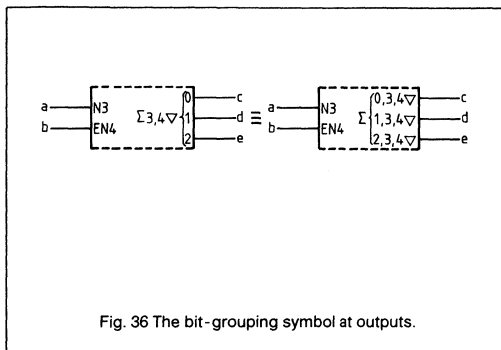 0 c 0,3,4▽ c
a N3 Σ3,4▽ 1 d ≡ a N3 Σ 1,3,4▽ d
b EN4 2 e b EN4 2,3,4▽ e
Fig. 36 The bit-grouping symbol at outputs.